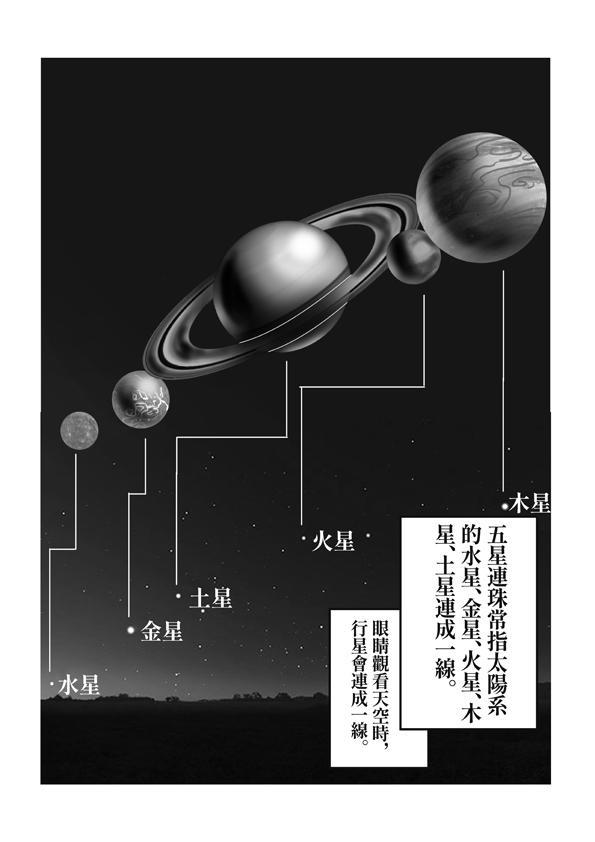 木星
火星
土星
金星
水星
五星連珠常指太陽系
的水星、金星、火星、木
星、土星連成一線。
眼睛觀看天空時，
行星會連成一線。